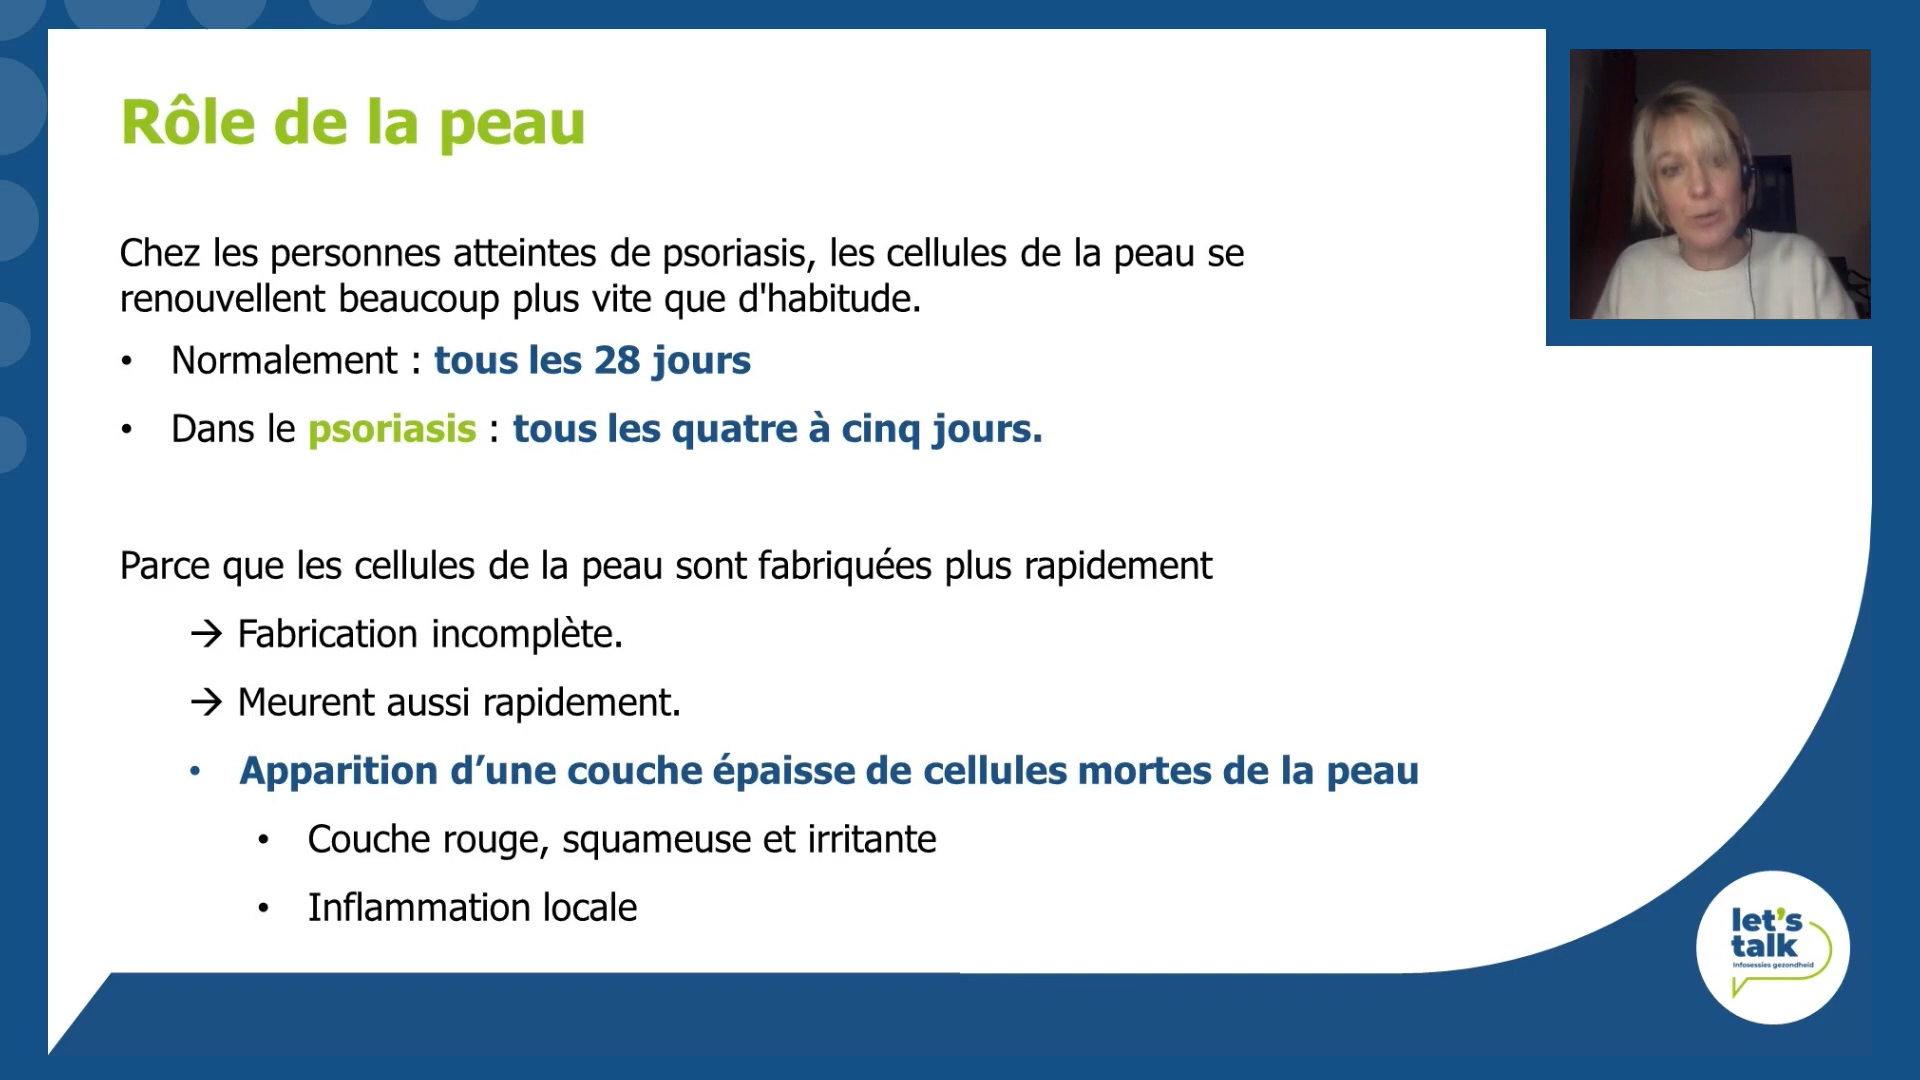 Rôle de la peau
Chez les personnes atteintes de psoriasis, les cellules de la peau se
renouvellent beaucoup plus vite que d'habitude.
• Normalement : tous les 28 jours
• Dans le psoriasis : tous les quatre à cinq jours.
Parce que les cellules de la peau sont fabriquées plus rapidement
→ Fabrication incomplète.
→ Meurent aussi rapidement.
• Apparition d’une couche épaisse de cellules mortes de la peau
• Couche rouge, squameuse et irritante
• Inflammation locale
let's
talk
Infosessies gezondheid